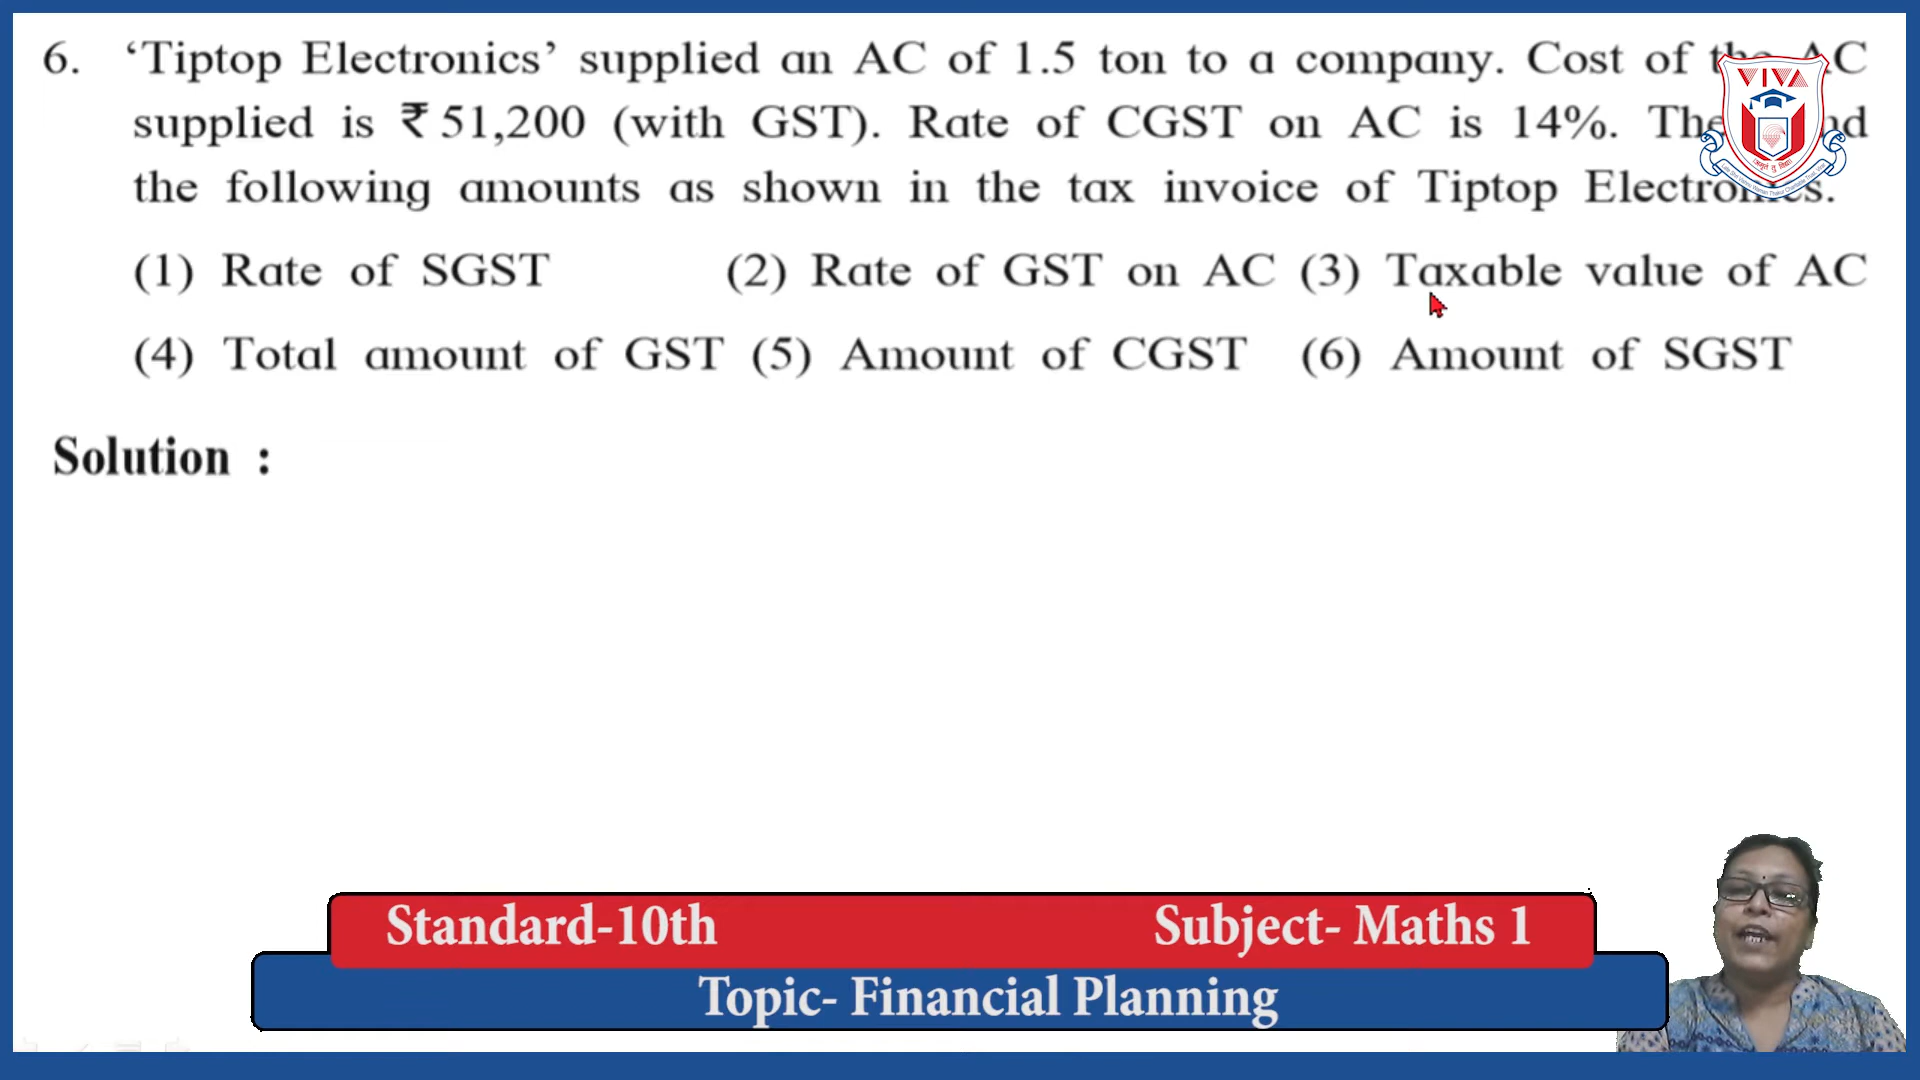 6. ‘Tiptop Electronics’ supplied an AC of 1.5 ton to a company. Cost of the AC
supplied is ₹ 51,200 (with GST). Rate of CGST on AC is 14%. Then find
the following amounts as shown in the tax invoice of Tiptop Electronics.
(1) Rate of SGST (2) Rate of GST on AC (3) Taxable value of AC
(4) Total amount of GST (5) Amount of CGST (6) Amount of SGST
Solution :
VIVA
Standard-10th Subject- Maths 1
Topic- Financial Planning